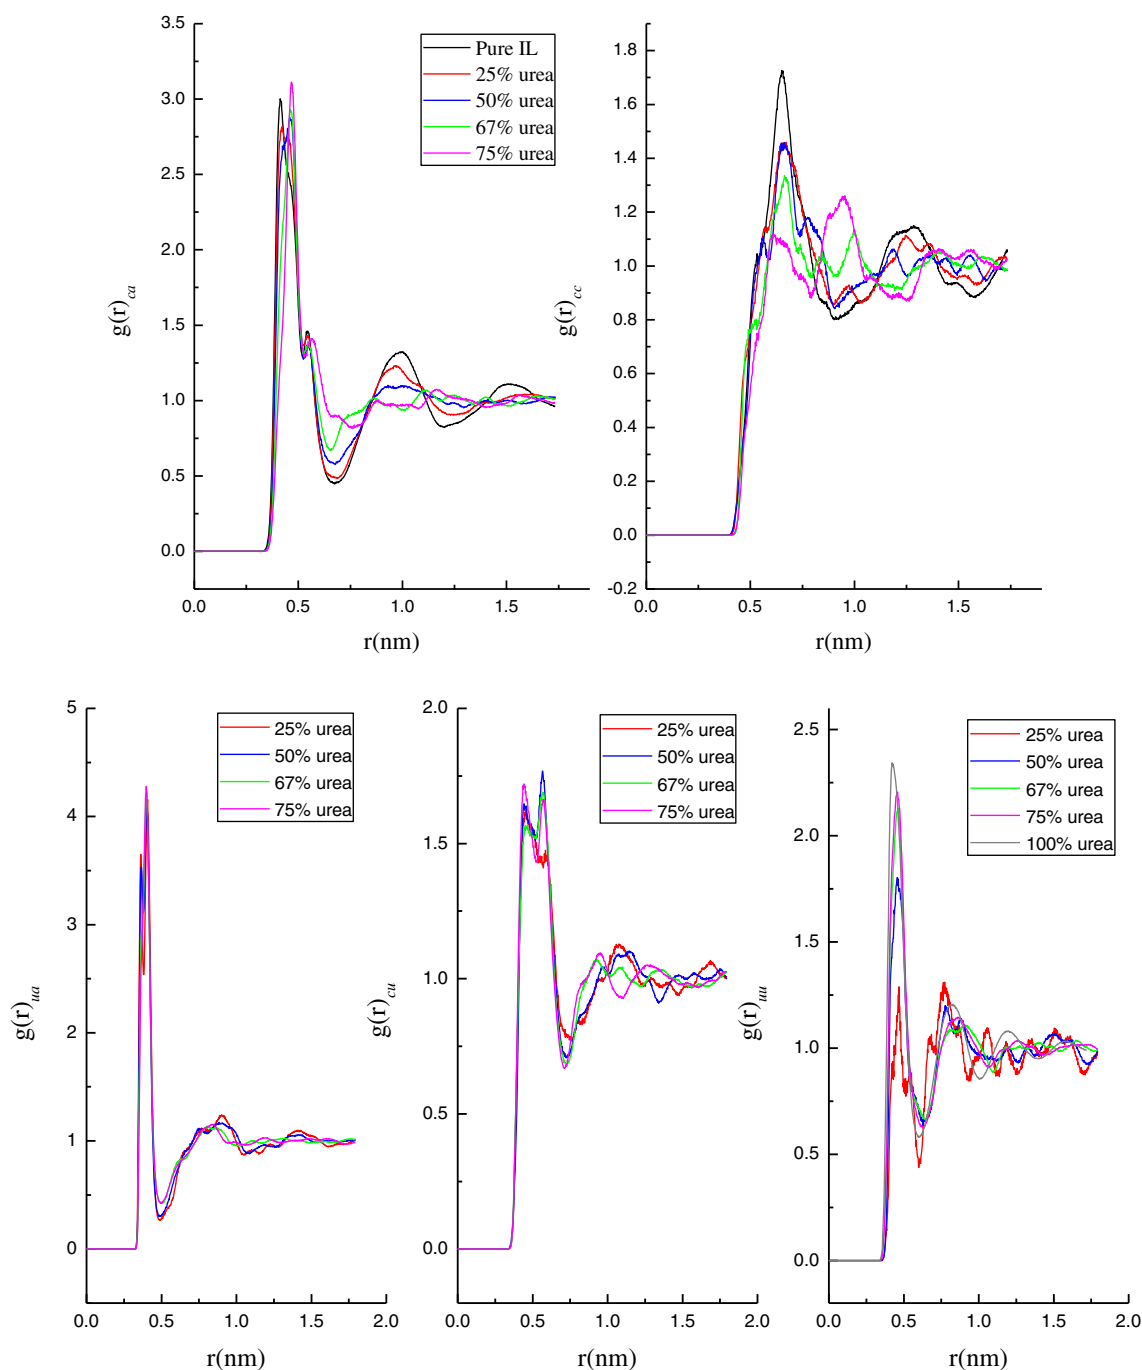 3.5
3.0
2.5
2.0
1.5
1.0
0.5
0.0
g(r)ca
0.0 0.5 1.0 1.5
r(nm)
Pure IL
25% urea
50% urea
67% urea
75% urea
1.8
1.6
1.4
1.2
1.0
0.8
0.6
0.4
0.2
0.0
-0.2
g(r)cc
0.0 0.5 1.0 1.5
r(nm)
5
4
3
2
1
0
g(r)ua
0.0 0.5 1.0 1.5 2.0
r(nm)
25% urea
50% urea
67% urea
75% urea
2.0
1.5
1.0
0.5
0.0
g(r)cu
0.0 0.5 1.0 1.5 2.0
r(nm)
25% urea
50% urea
67% urea
75% urea
2.5
2.0
1.5
1.0
0.5
0.0
g(r)uu
0.0 0.5 1.0 1.5 2.0
r(nm)
25% urea
50% urea
67% urea
75% urea
100% urea